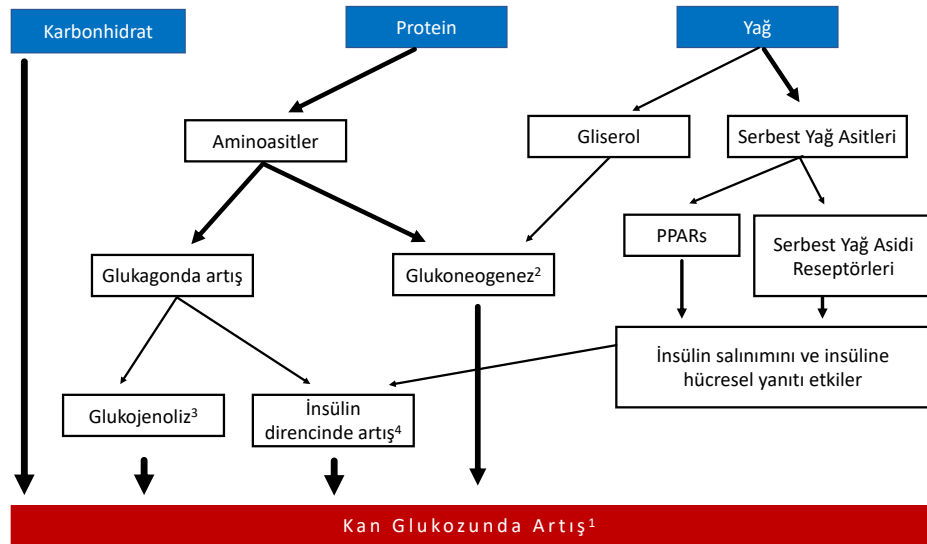 Karbonhidrat
Protein
Yağ
Aminoasitler
Gliserol
Serbest Yağ Asitleri
PPARs
Serbest Yağ Asidi
Reseptörleri
Glukagonda artış
Glukoneogenez²
İnsülin salınımını ve insüline
hücresel yanıtı etkiler
Glukojenoliz³
İnsülin
direncinde artış⁴
Kan Glukozunda Artış¹